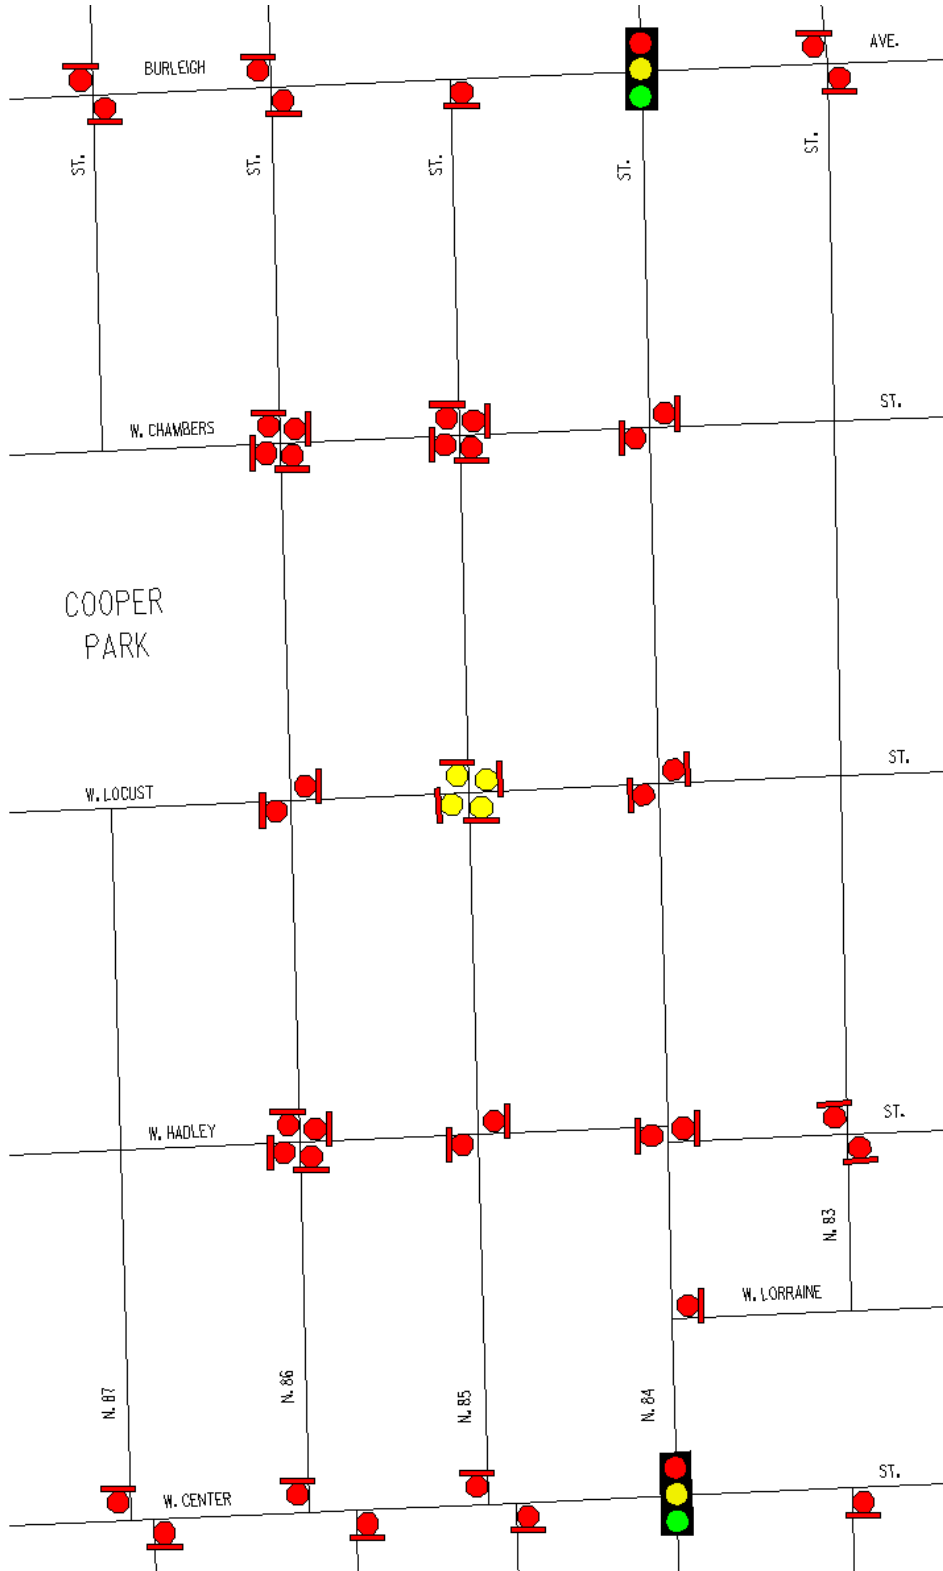 AVE.
BURLEIGH
ST.
ST.
ST.
ST.
ST.
ST.
W. CHAMBERS
COOPER
PARK
ST.
W. LOCUST
ST.
W. HADLEY
N. 83
W. LORRAINE
N. 87
N. 86
N. 85
N. 84
ST.
W. CENTER